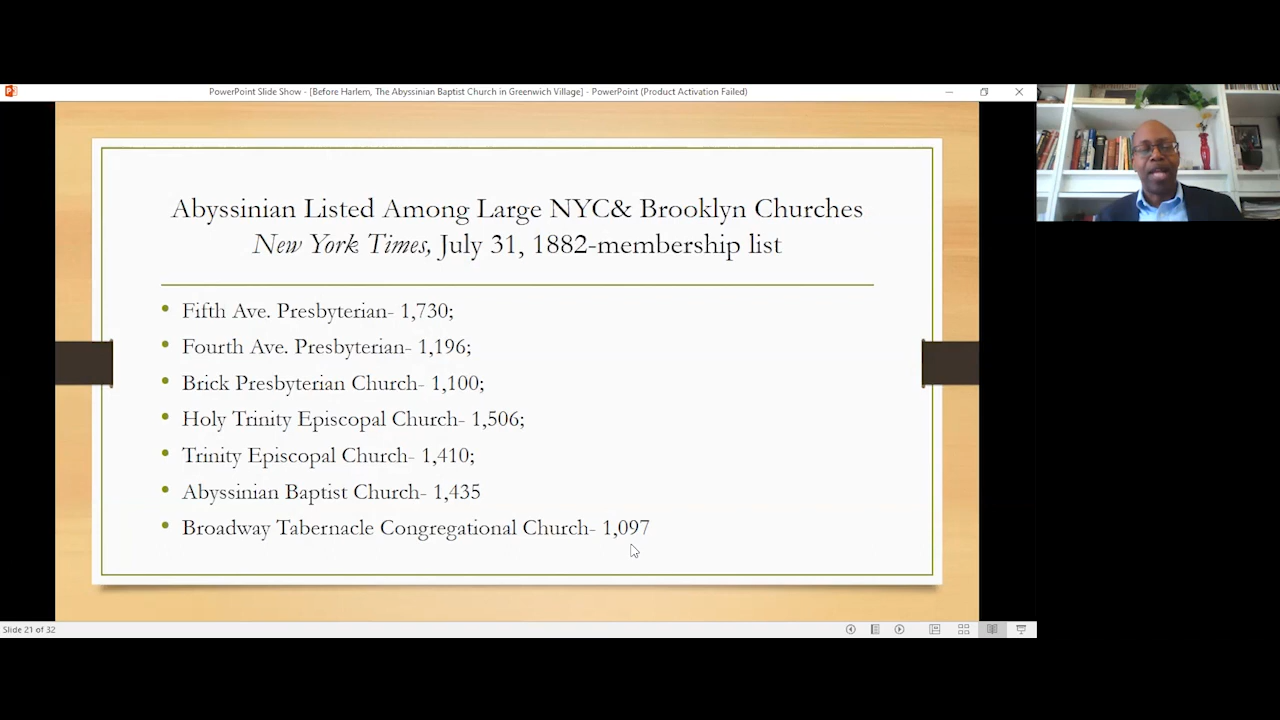 PowerPoint Slide Show - [Before Harlem, The Abyssinian Baptist Church in Greenwich Village] - PowerPoint (Product Activation Failed)
Abyssinian Listed Among Large NYC& Brooklyn Churches
New York Times, July 31, 1882-membership list
• Fifth Ave. Presbyterian- 1,730;
• Fourth Ave. Presbyterian- 1,196;
• Brick Presbyterian Church- 1,100;
• Holy Trinity Episcopal Church- 1,506;
• Trinity Episcopal Church- 1,410;
• Abyssinian Baptist Church- 1,435
• Broadway Tabernacle Congregational Church- 1,097
Slide 21 of 32